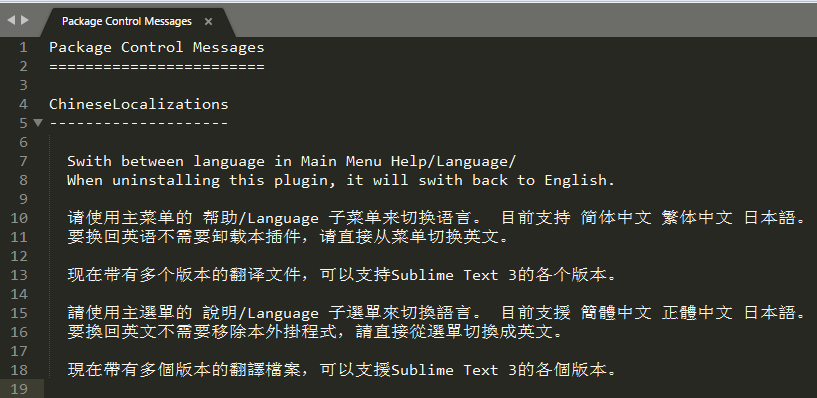 Package Control Messages ×
1 Package Control Messages
2 ========================
3
4 ChineseLocalizations
5 --------------------
6
7 Swith between language in Main Menu Help/Language/
8 When uninstalling this plugin, it will swith back to English.
9
10 请使用主菜单的 帮助/Language 子菜单来切换语言。 目前支持 简体中文 繁体中文 日本語。
11 要换回英语不需要卸载本插件，请直接从菜单切换英文。
12
13 现在带有多个版本的翻译文件，可以支持Sublime Text 3的各个版本。
14
15 請使用主選單的 說明/Language 子選單來切換語言。 目前支援 簡體中文 正體中文 日本語。
16 要換回英文不需要移除本外掛程式，請直接從選單切換成英文。
17
18 現在帶有多個版本的翻譯檔案，可以支援Sublime Text 3的各個版本。
19